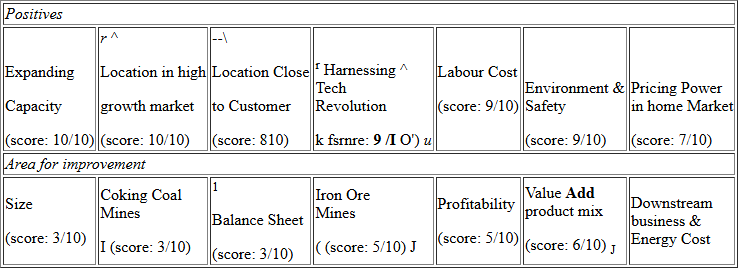 Positives
Expanding
Capacity
(score: 10/10)
r ^
Location in high
growth market
(score: 10/10)
--\
Location Close
to Customer
(score: 810)
r Harnessing ^
Tech
Revolution
k fsrnre: 9 /I O') u
Labour Cost
(score: 9/10)
Environment &
Safety
(score: 9/10)
Pricing Power
in home Market
(score: 7/10)
Area for improvement
Size
(score: 3/10)
Coking Coal
Mines
I (score: 3/10)
1
Balance Sheet
(score: 3/10)
Iron Ore
Mines
( (score: 5/10) J
Profitability
(score: 5/10)
Value Add
product mix
(score: 6/10) J
Downstream
business &
Energy Cost